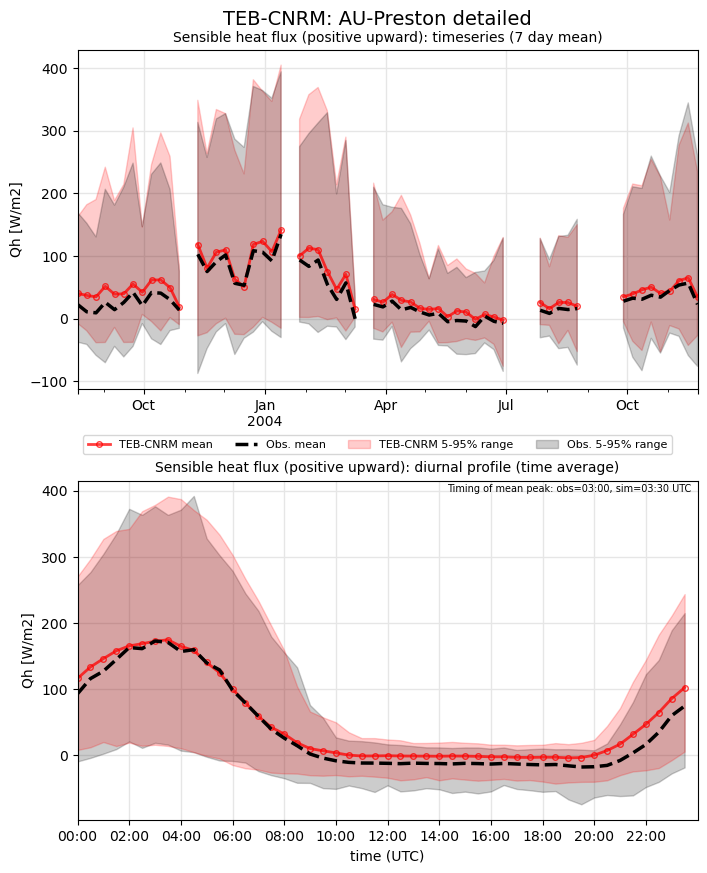 TEB-CNRM: AU-Preston detailed
Sensible heat flux (positive upward): timeseries (7 day mean)
400
300
200
100
0
−100
Qh [W/m2]
Oct
Jan
2004
Apr
Jul
Oct
TEB-CNRM mean
Obs. mean
TEB-CNRM 5-95% range
Obs. 5-95% range
Sensible heat flux (positive upward): diurnal profile (time average)
Timing of mean peak: obs=03:00, sim=03:30 UTC
400
300
200
100
0
Qh [W/m2]
00:00
02:00
04:00
06:00
08:00
10:00
12:00
14:00
16:00
18:00
20:00
22:00
time (UTC)